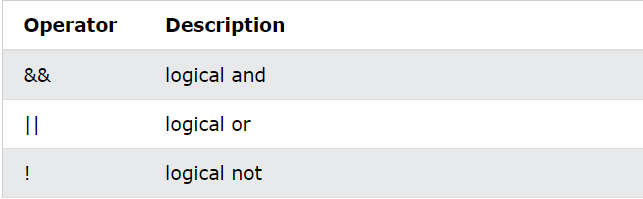 Operator Description
&& logical and
|| logical or
! logical not